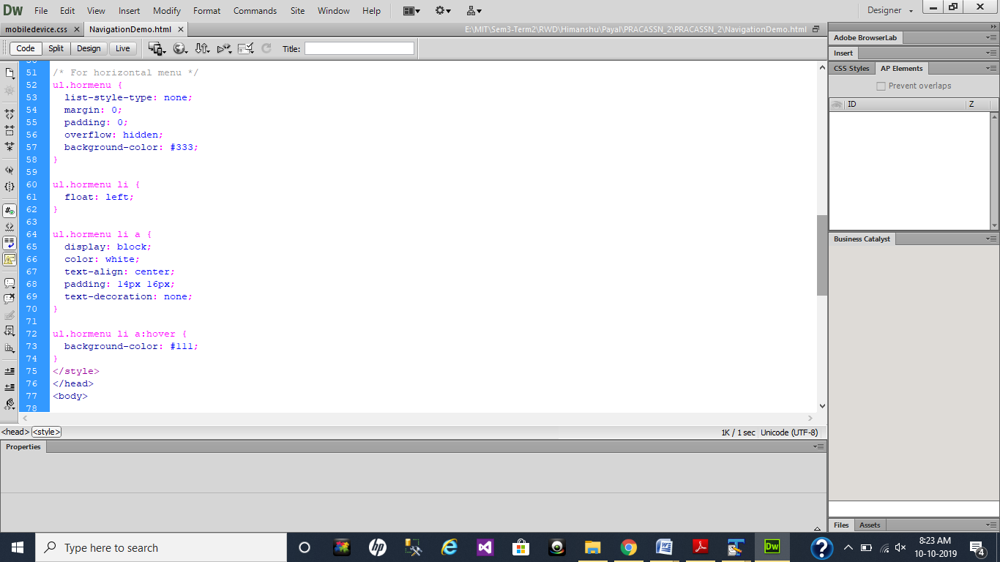 Dw File Edit View Insert Modify Format Commands Site Window Help Designer
mobiledevice.css NavigationDemo.html E:\MIT\Sem3-Term2\RWD\Himanshu\Payal\PRACASSN_2\PRACASSN_2\NavigationDemo.html
Code Split Design Live Title:
51 /* For horizontal menu */
52 ul.hormenu {
53 list-style-type: none;
54 margin: 0;
55 padding: 0;
56 overflow: hidden;
57 background-color: #333;
58 }
59
60 ul.hormenu li {
61 float: left;
62 }
63
64 ul.hormenu li a {
65 display: block;
66 color: white;
67 text-align: center;
68 padding: 14px 16px;
69 text-decoration: none;
70 }
71
72 ul.hormenu li a:hover {
73 background-color: #111;
74 }
75 </style>
76 </head>
77 <body>
78
<head> <style> 1K / 1 sec Unicode (UTF-8)
Properties
Adobe BrowserLab
Insert
CSS Styles AP Elements
Prevent overlaps
ID Z
Business Catalyst
Files Assets
Type here to search
hp
Dw
8:23 AM
10-10-2019
4